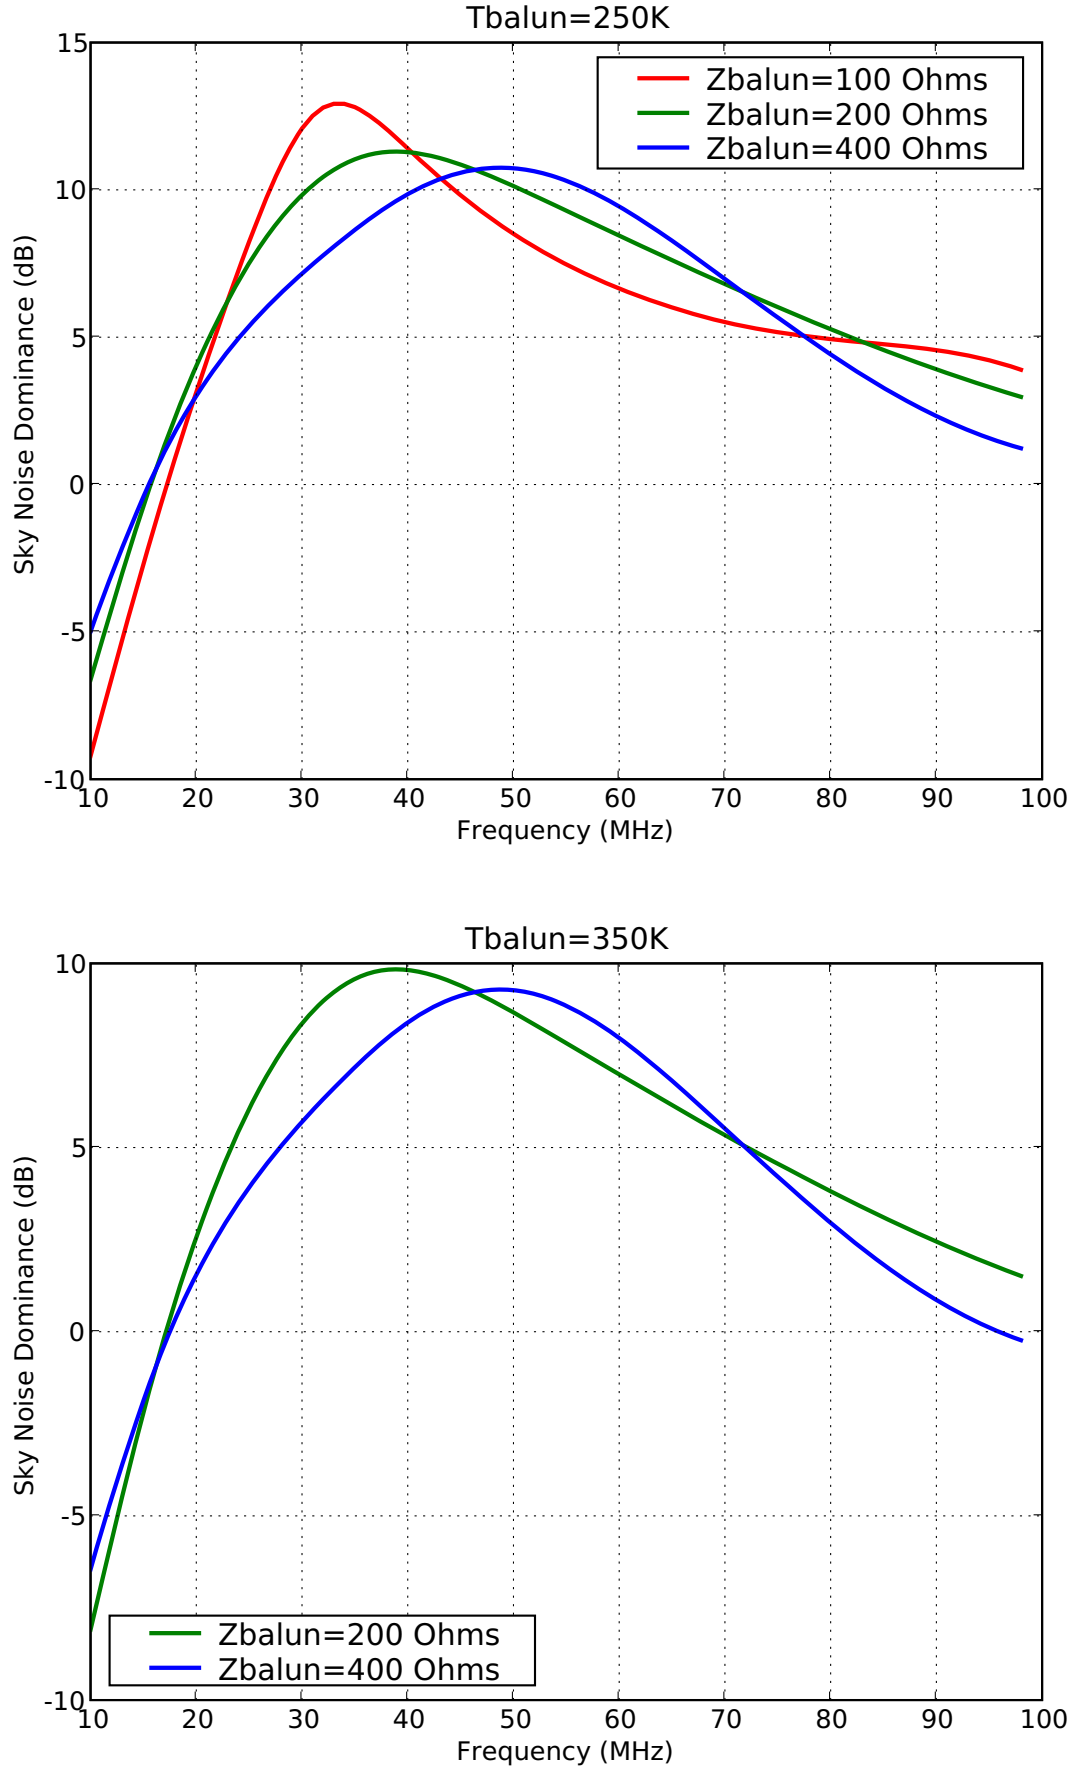 Tbalun=250K
15
10
5
0
-5
-10
Sky Noise Dominance (dB)
Zbalun=100 Ohms
Zbalun=200 Ohms
Zbalun=400 Ohms
10 20 30 40 50 60 70 80 90 100
Frequency (MHz)
Tbalun=350K
10
5
0
-5
-10
Sky Noise Dominance (dB)
Zbalun=200 Ohms
Zbalun=400 Ohms
10 20 30 40 50 60 70 80 90 100
Frequency (MHz)